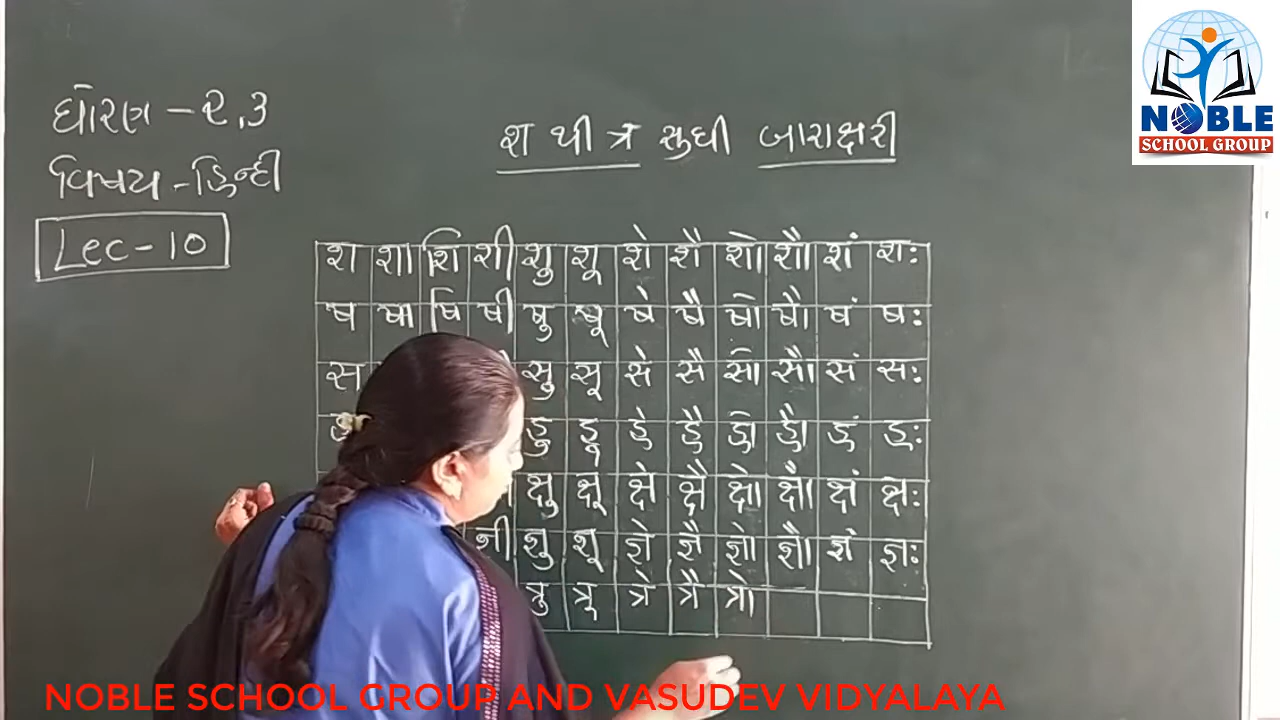 ધોરણ - ૨,૩
વિષય - હિન્દી
Lec - 10
श થી त्र સુધી બારાક્ષરી
श शा शि शी शु शू शे शै शो शौ शं शः
ष षा षि षी षु षू षे षै षो षौ षं षः
स सु सू से सै सो सौ सं सः
ह हु हू हे है हो हौ हं हः
क्षु क्षू क्षे क्षै क्षो क्षौ क्षं क्षः
ज्ञी ज्ञु ज्ञू ज्ञे ज्ञै ज्ञो ज्ञौ ज्ञं ज्ञः
त्रु त्रू त्रे त्रै त्रो
NOBLE
SCHOOL GROUP
NOBLE SCHOOL GROUP AND VASUDEV VIDYALAYA